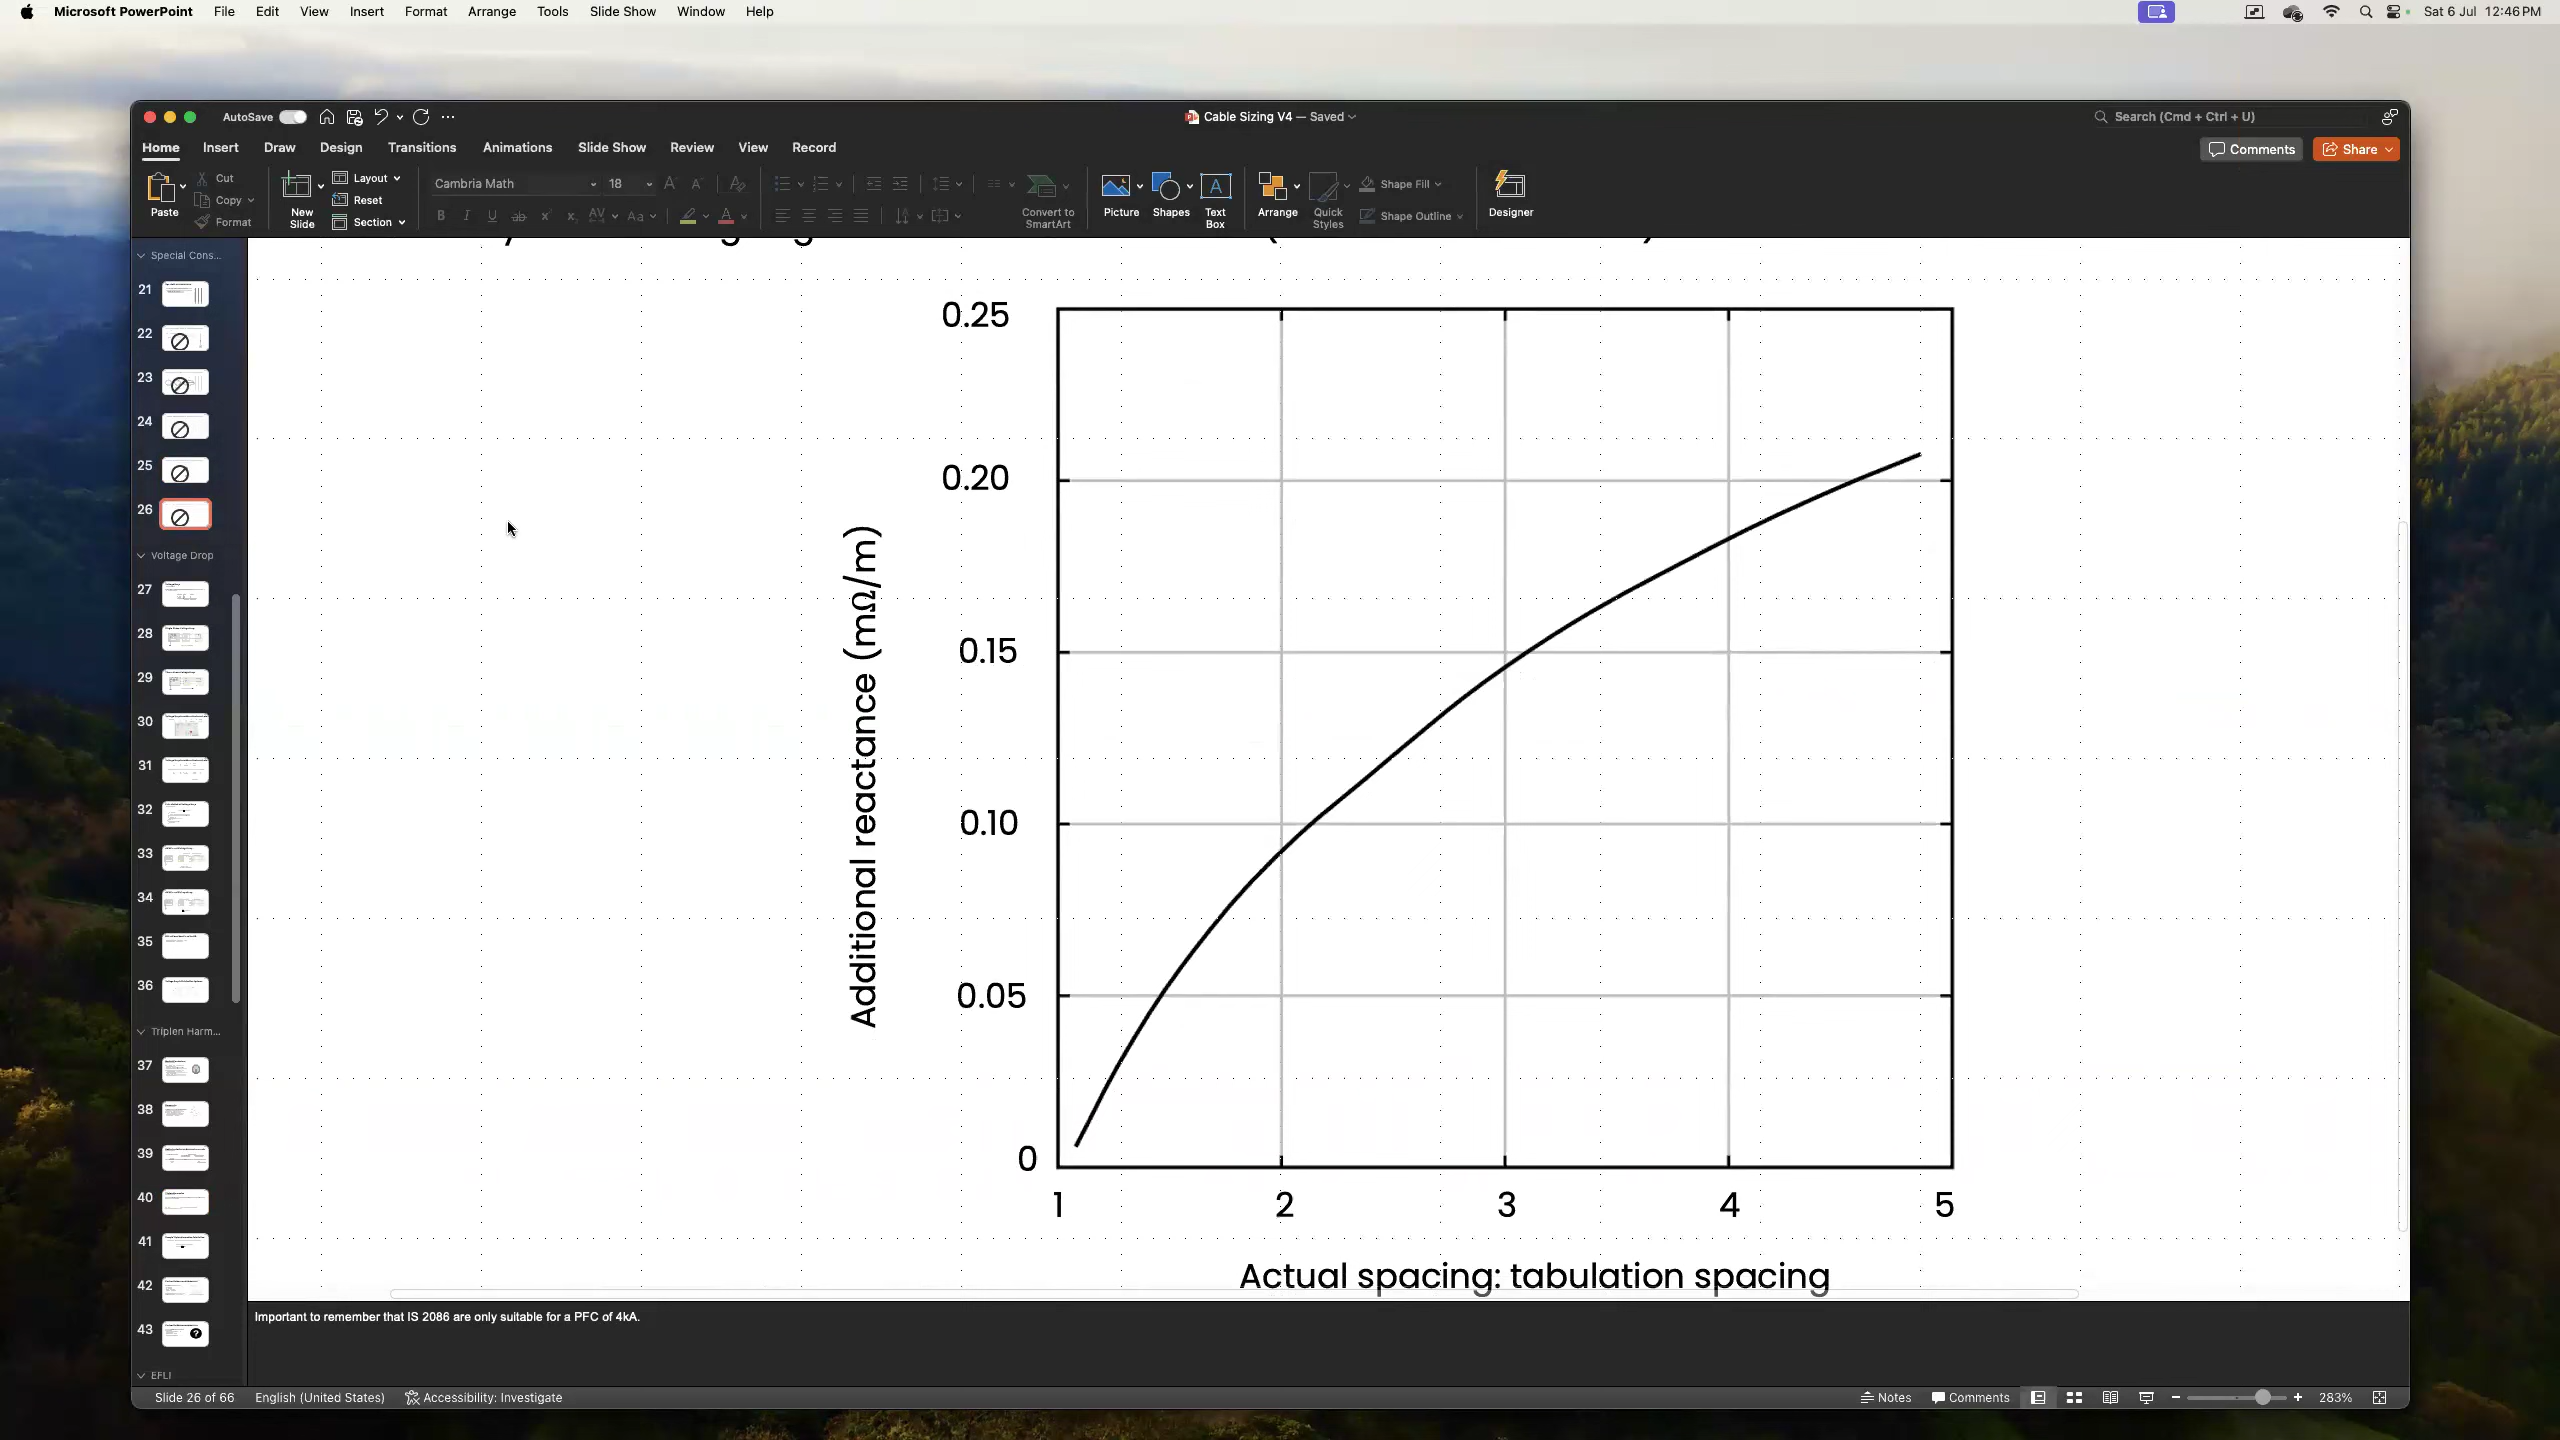 Microsoft PowerPoint File Edit View Insert Format Arrange Tools Slide Show Window Help
Sat 6 Jul 12:46 PM
AutoSave
Cable Sizing V4 — Saved
Search (Cmd + Ctrl + U)
Home Insert Draw Design Transitions Animations Slide Show Review View Record
Comments
Share
Paste
Cut
Copy
Format
New Slide
Layout
Reset
Section
Cambria Math
18
Convert to SmartArt
Picture
Shapes
Text Box
Arrange
Quick Styles
Shape Fill
Shape Outline
Designer
Special Cons...
21
22
23
24
25
26
Voltage Drop
27
28
29
30
31
32
33
34
35
36
Triplen Harm...
37
38
39
40
41
42
43
EFLI
0.25
0.20
0.15
0.10
0.05
0
Additional reactance (mΩ/m)
1 2 3 4 5
Actual spacing: tabulation spacing
Important to remember that IS 2086 are only suitable for a PFC of 4kA.
Slide 26 of 66
English (United States)
Accessibility: Investigate
Notes
Comments
283%